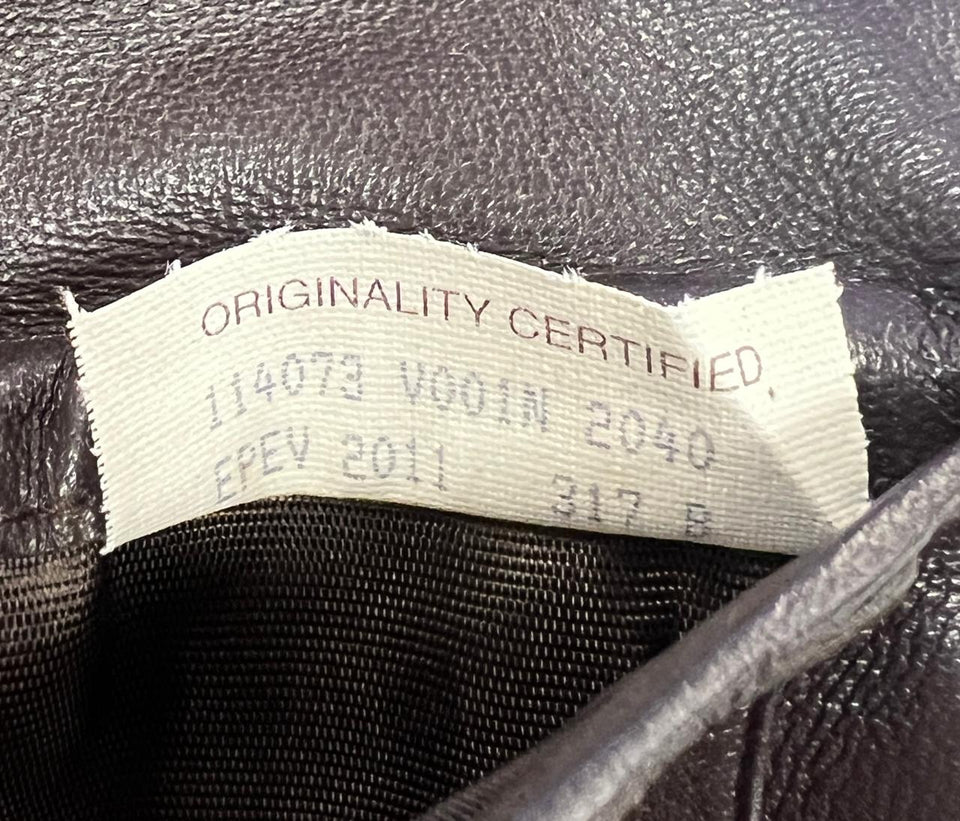 ORIGINALITY CERTIFIED
114073 V001N 2040
EPEV 2011 317 B